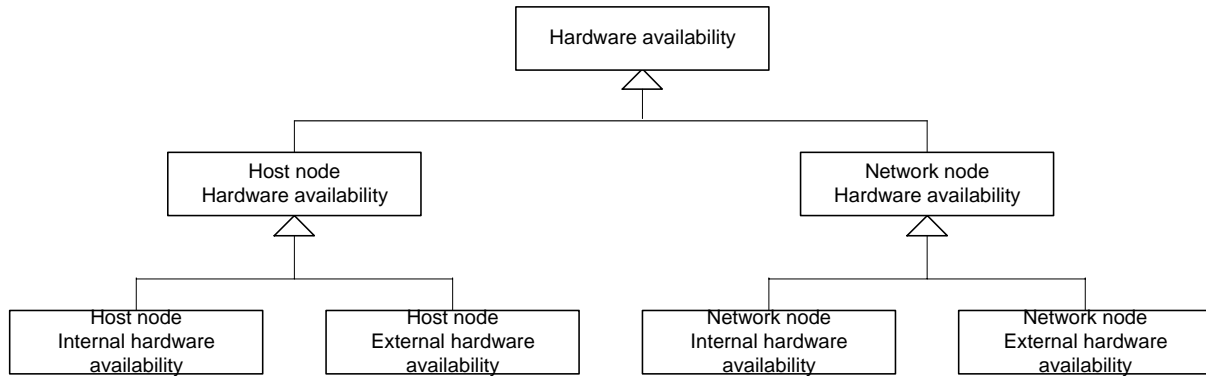 Hardware availability
Host node
Hardware availability
Network node
Hardware availability
Host node
Internal hardware
availability
Host node
External hardware
availability
Network node
Internal hardware
availability
Network node
External hardware
availability